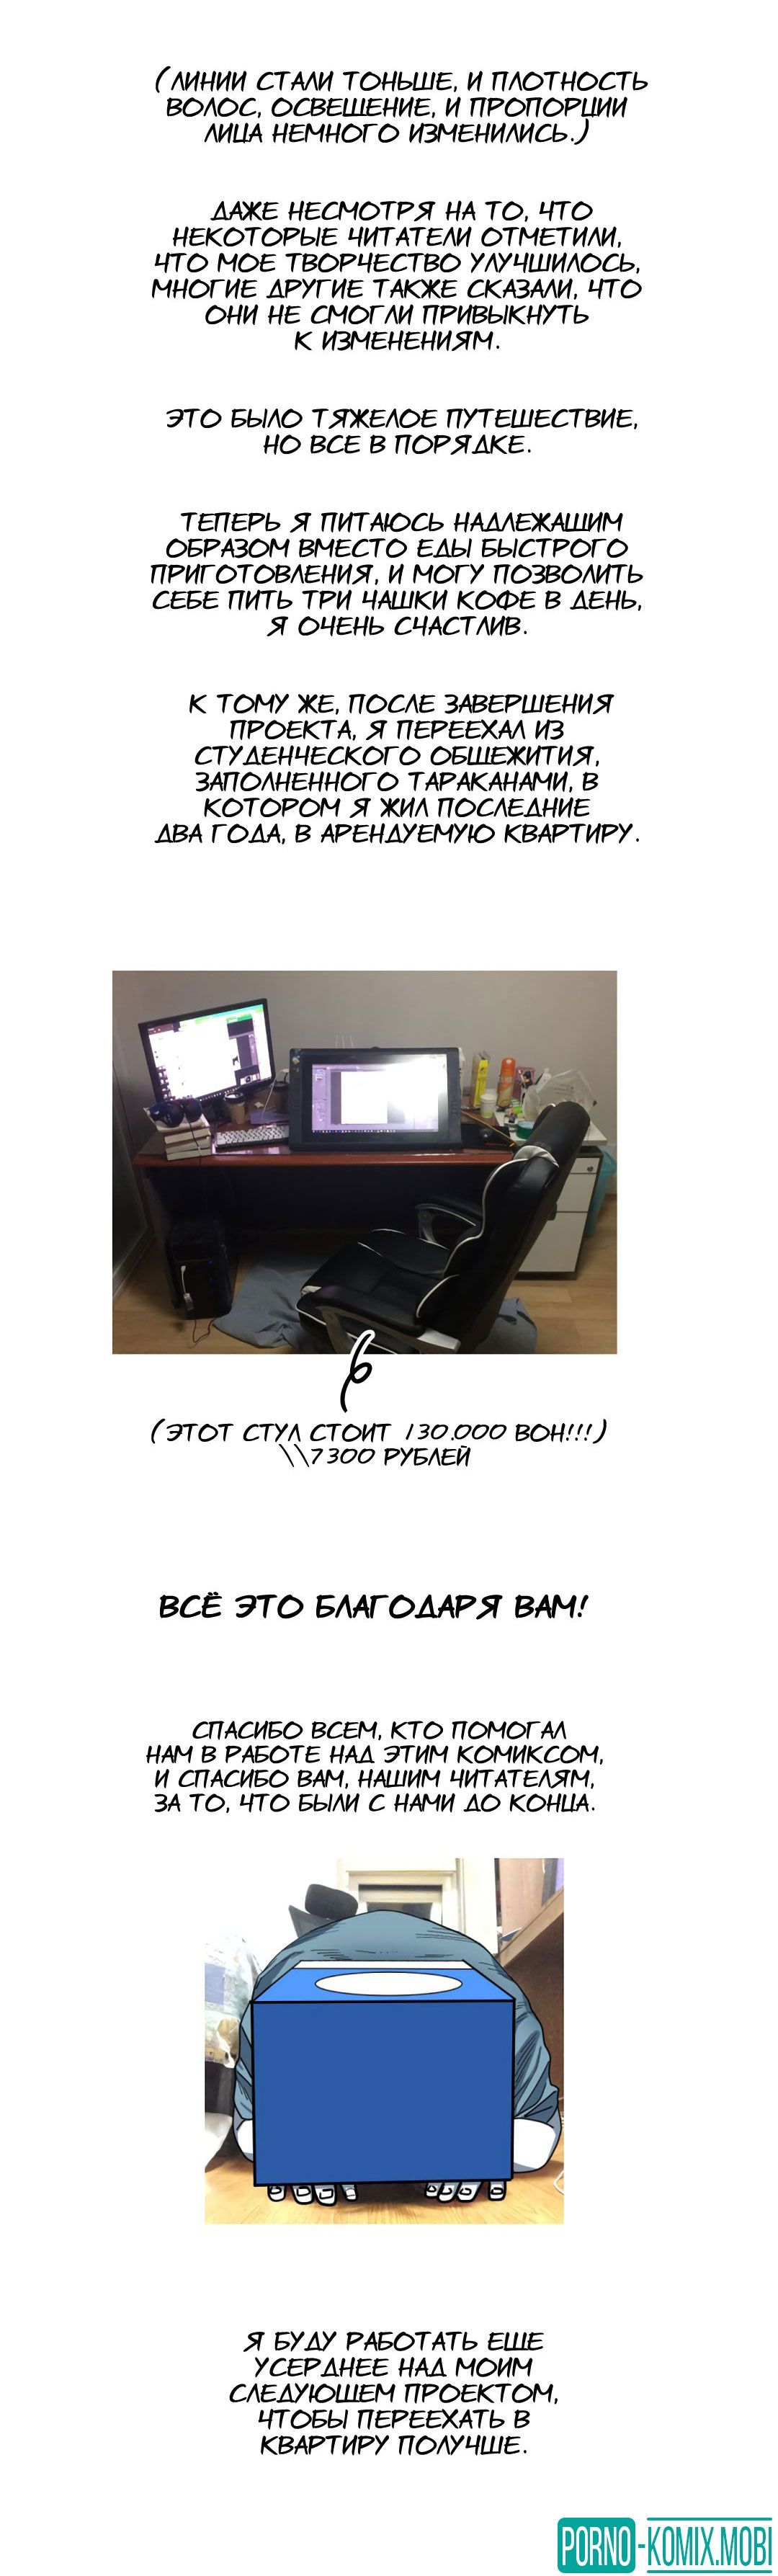 (ЛИНИИ СТАЛИ ТОНЬШЕ, И ПЛОТНОСТЬ
ВОЛОС, ОСВЕШЕНИЕ, И ПРОПОРЦИИ
ЛИЦА НЕМНОГО ИЗМЕНИЛИСЬ.)
ДАЖЕ НЕСМОТРЯ НА ТО, ЧТО
НЕКОТОРЫЕ ЧИТАТЕЛИ ОТМЕТИЛИ,
ЧТО МОЕ ТВОРЧЕСТВО УЛУЧШИЛОСЬ,
МНОГИЕ ДРУГИЕ ТАКЖЕ СКАЗАЛИ, ЧТО
ОНИ НЕ СМОГЛИ ПРИВЫКНУТЬ
К ИЗМЕНЕНИЯМ.
ЭТО БЫЛО ТЯЖЕЛОЕ ПУТЕШЕСТВИЕ,
НО ВСЕ В ПОРЯДКЕ.
ТЕПЕРЬ Я ПИТАЮСЬ НАДЛЕЖАШИМ
ОБРАЗОМ ВМЕСТО ЕДЫ БЫСТРОГО
ПРИГОТОВЛЕНИЯ, И МОГУ ПОЗВОЛИТЬ
СЕБЕ ПИТЬ ТРИ ЧАШКИ КОФЕ В ДЕНЬ,
Я ОЧЕНЬ СЧАСТЛИВ.
К ТОМУ ЖЕ, ПОСЛЕ ЗАВЕРШЕНИЯ
ПРОЕКТА, Я ПЕРЕЕХАЛ ИЗ
СТУДЕНЧЕСКОГО ОБШЕЖИТИЯ,
ЗАПОЛНЕННОГО ТАРАКАНАМИ, В
КОТОРОМ Я ЖИЛ ПОСЛЕДНИЕ
ДВА ГОДА, В АРЕНДУЕМУЮ КВАРТИРУ.
(ЭТОТ СТУЛ СТОИТ 130.000 ВОН!!!)
\\7300 РУБЛЕЙ
ВСЁ ЭТО БЛАГОДАРЯ ВАМ!
СПАСИБО ВСЕМ, КТО ПОМОГАЛ
НАМ В РАБОТЕ НАД ЭТИМ КОМИКСОМ,
И СПАСИБО ВАМ, НАШИМ ЧИТАТЕЛЯМ,
ЗА ТО, ЧТО БЫЛИ С НАМИ ДО КОНЦА.
Я БУДУ РАБОТАТЬ ЕШЕ
УСЕРДНЕЕ НАД МОИМ
СЛЕДУЮШЕМ ПРОЕКТОМ,
ЧТОБЫ ПЕРЕЕХАТЬ В
КВАРТИРУ ПОЛУЧШЕ.
PORNO-KOMIX.MOBI